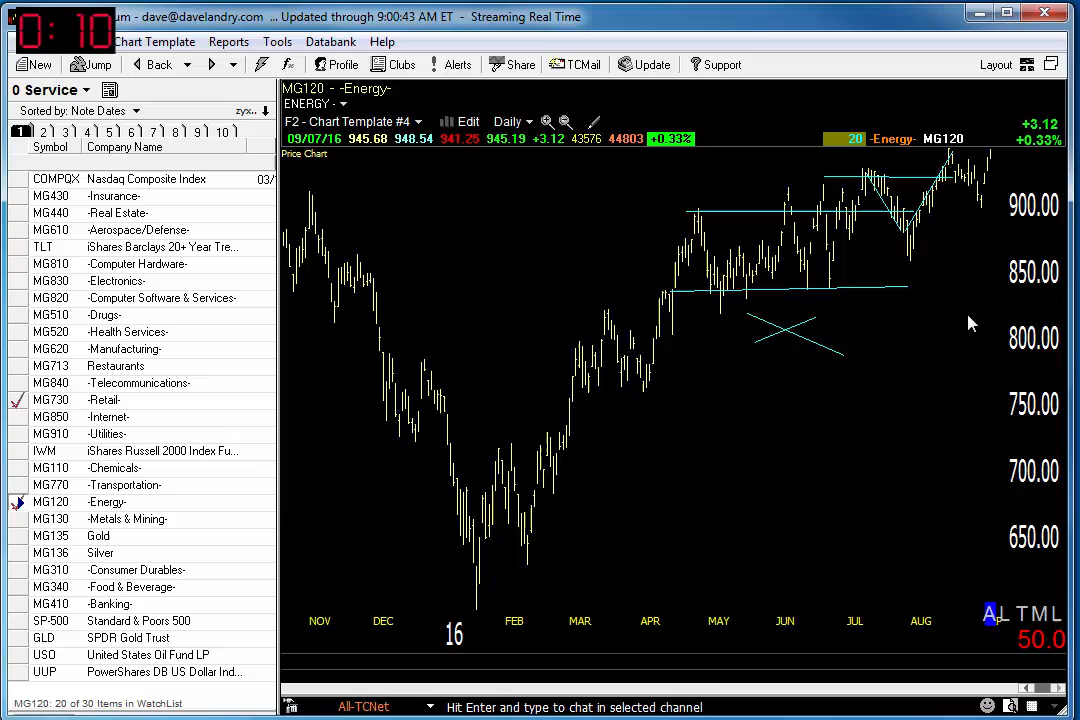 um - dave@davelandry.com ... Updated through 9:00:43 AM ET - Streaming Real Time
0:10
Chart Template Reports Tools Databank Help
New Jump Back Profile Clubs Alerts Share TCMail Update Support Layout
0 Service
Sorted by: Note Dates zyx..
1 2 3 4 5 6 7 8 9 10
Symbol Company Name
COMPQX Nasdaq Composite Index 03/
MG430 -Insurance-
MG440 -Real Estate-
MG610 -Aerospace/Defense-
TLT iShares Barclays 20+ Year Tre...
MG810 -Computer Hardware-
MG830 -Electronics-
MG820 -Computer Software & Services-
MG510 -Drugs-
MG520 -Health Services-
MG620 -Manufacturing-
MG713 Restaurants
MG840 -Telecommunications-
MG730 -Retail-
MG850 -Internet-
MG910 -Utilities-
IWM iShares Russell 2000 Index Fu...
MG110 -Chemicals-
MG770 -Transportation-
MG120 -Energy-
MG130 -Metals & Mining-
MG135 Gold
MG136 Silver
MG310 -Consumer Durables-
MG340 -Food & Beverage-
MG410 -Banking-
SP-500 Standard & Poors 500
GLD SPDR Gold Trust
USO United States Oil Fund LP
UUP PowerShares DB US Dollar Ind...
MG120: 20 of 30 Items in WatchList
MG120 - -Energy-
ENERGY -
F2 - Chart Template #4 Edit Daily
09/07/16 945.68 948.54 941.25 945.19 +3.12 43576 44803 +0.33% 20 -Energy- MG120
+3.12
+0.33%
Price Chart
900.00
850.00
800.00
750.00
700.00
650.00
NOV DEC 16 FEB MAR APR MAY JUN JUL AUG
A L T M L
50.0
All-TCNet Hit Enter and type to chat in selected channel